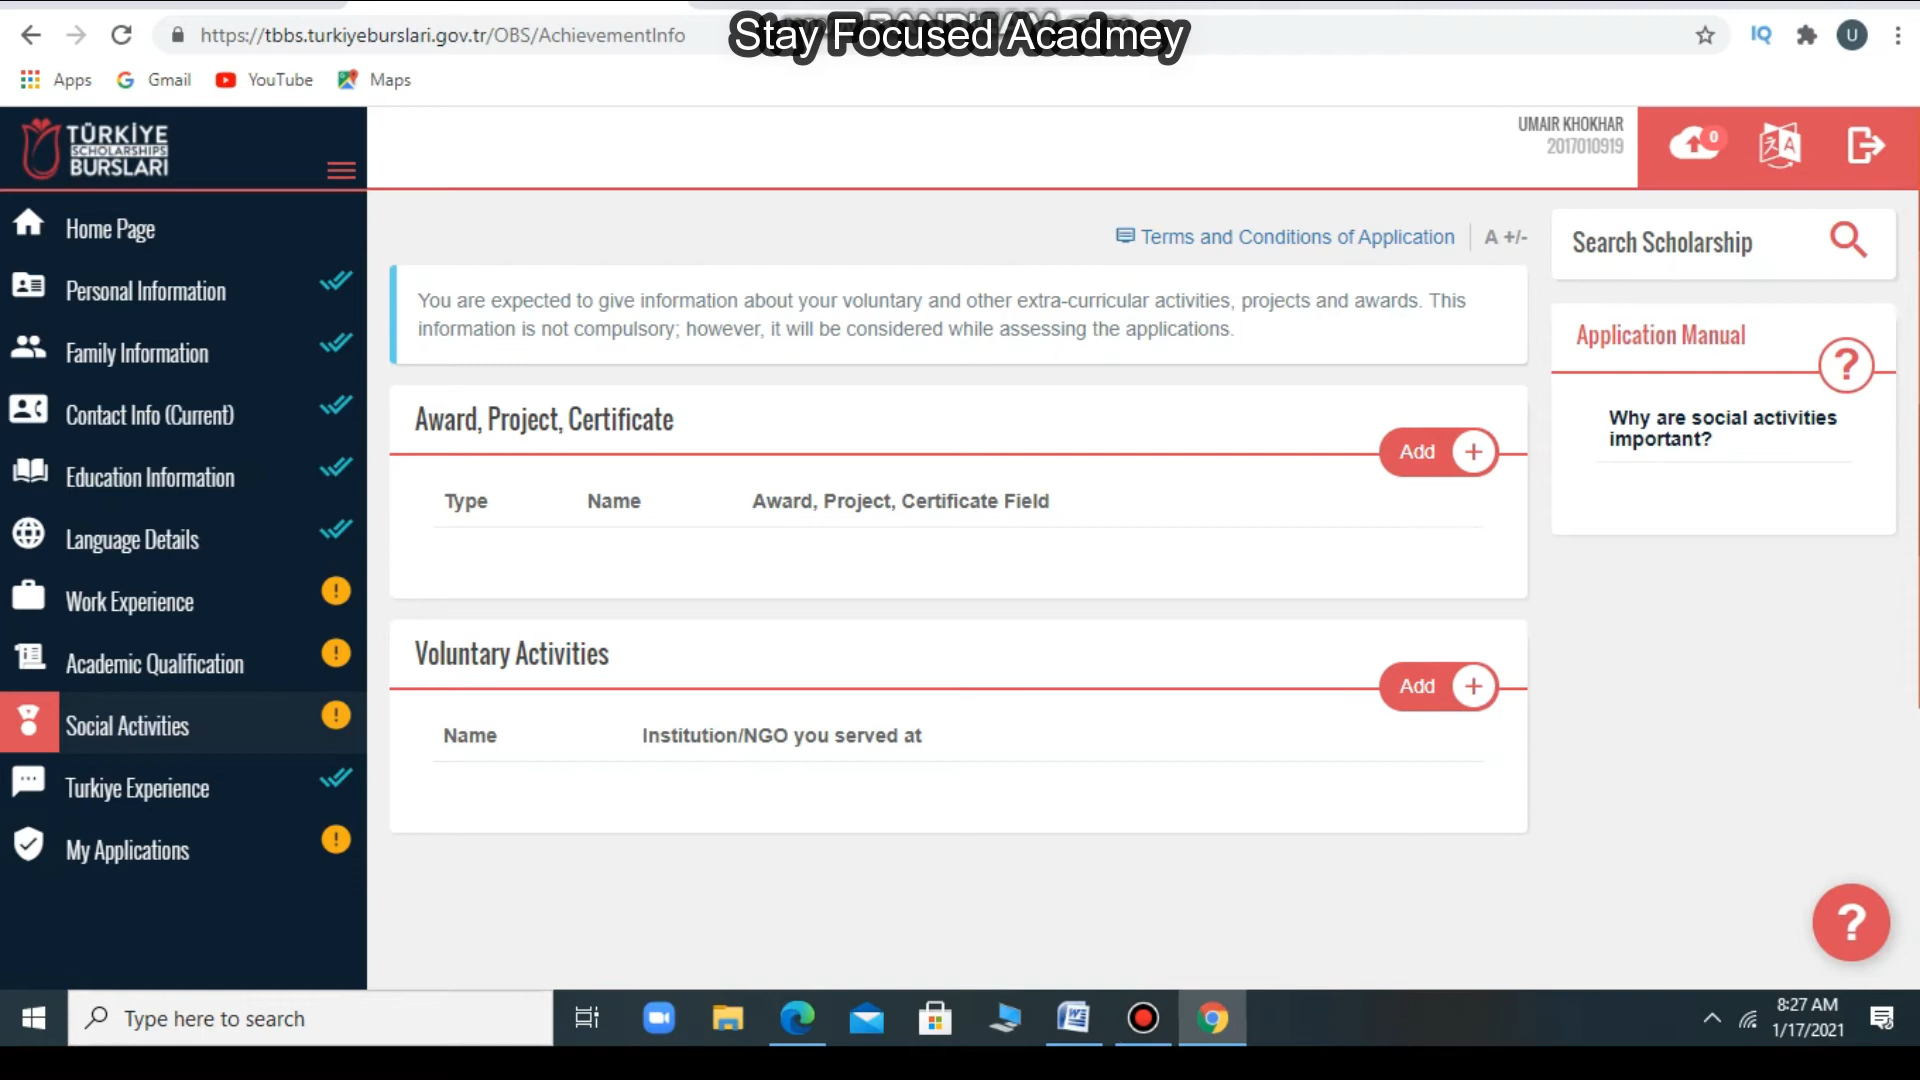 Stay Focused Acadmey
https://tbbs.turkiyeburslari.gov.tr/OBS/AchievementInfo
IQ
U
Apps
Gmail
YouTube
Maps
TÜRKİYE
SCHOLARSHIPS
BURSLARI
UMAIR KHOKHAR
2017010919
0
A
Home Page
Personal Information
Family Information
Contact Info (Current)
Education Information
Language Details
Work Experience
!
Academic Qualification
!
Social Activities
!
Turkiye Experience
My Applications
!
Terms and Conditions of Application
A +/-
You are expected to give information about your voluntary and other extra-curricular activities, projects and awards. This
information is not compulsory; however, it will be considered while assessing the applications.
Award, Project, Certificate
Add +
Type Name Award, Project, Certificate Field
Voluntary Activities
Add +
Name Institution/NGO you served at
Search Scholarship
Application Manual
?
Why are social activities
important?
?
Type here to search
8:27 AM
1/17/2021